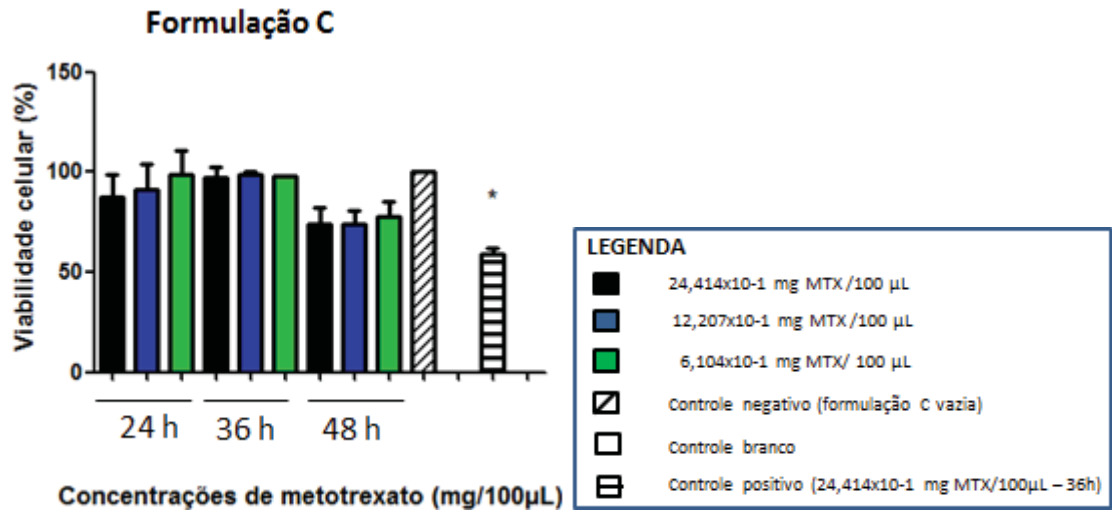 Formulação C
Viabilidade celular (%)
150
100
50
0
*
24 h
36 h
48 h
Concentrações de metotrexato (mg/100µL)
LEGENDA
24,414x10-1 mg MTX /100 µL
12,207x10-1 mg MTX /100 µL
6,104x10-1 mg MTX/ 100 µL
Controle negativo (formulação C vazia)
Controle branco
Controle positivo (24,414x10-1 mg MTX/100µL – 36h)